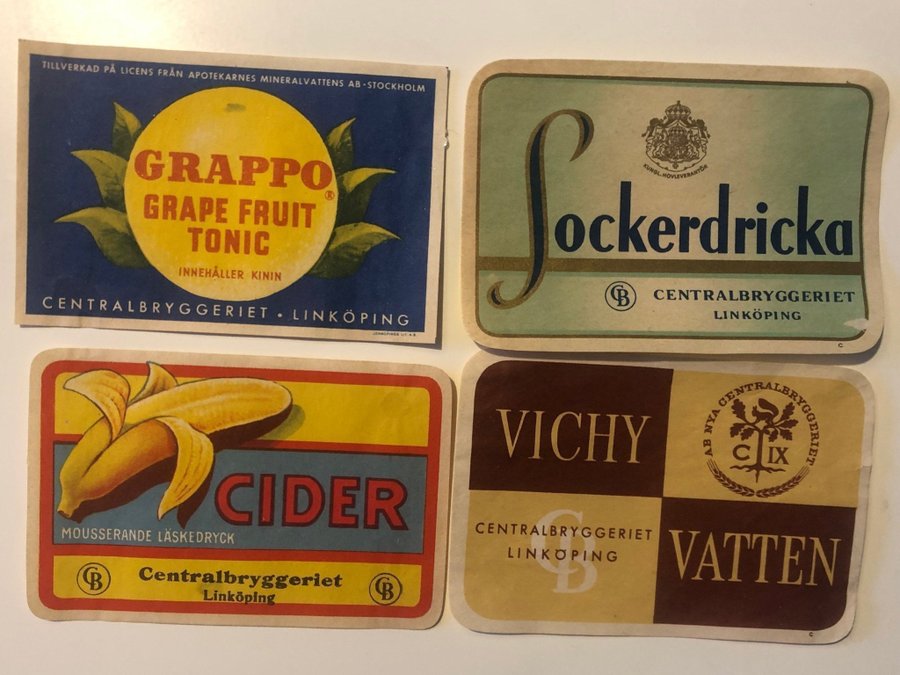 TILLVERKAD PÅ LICENS FRÅN APOTEKARNES MINERALVATTENS AB · STOCKHOLM
GRAPPO®
GRAPE FRUIT
TONIC
INNEHÅLLER KININ
CENTRALBRYGGERIET • LINKÖPING
KUNGL. HOVLEVERANTÖR
Sockerdricka
CB CENTRALBRYGGERIET
LINKÖPING
C
CIDER
MOUSSERANDE LÄSKEDRYCK
CB Centralbryggeriet CB
Linköping
VICHY
AB NYA CENTRALBRYGGERIET
C IX
CENTRALBRYGGERIET
LINKÖPING
CB
VATTEN
C